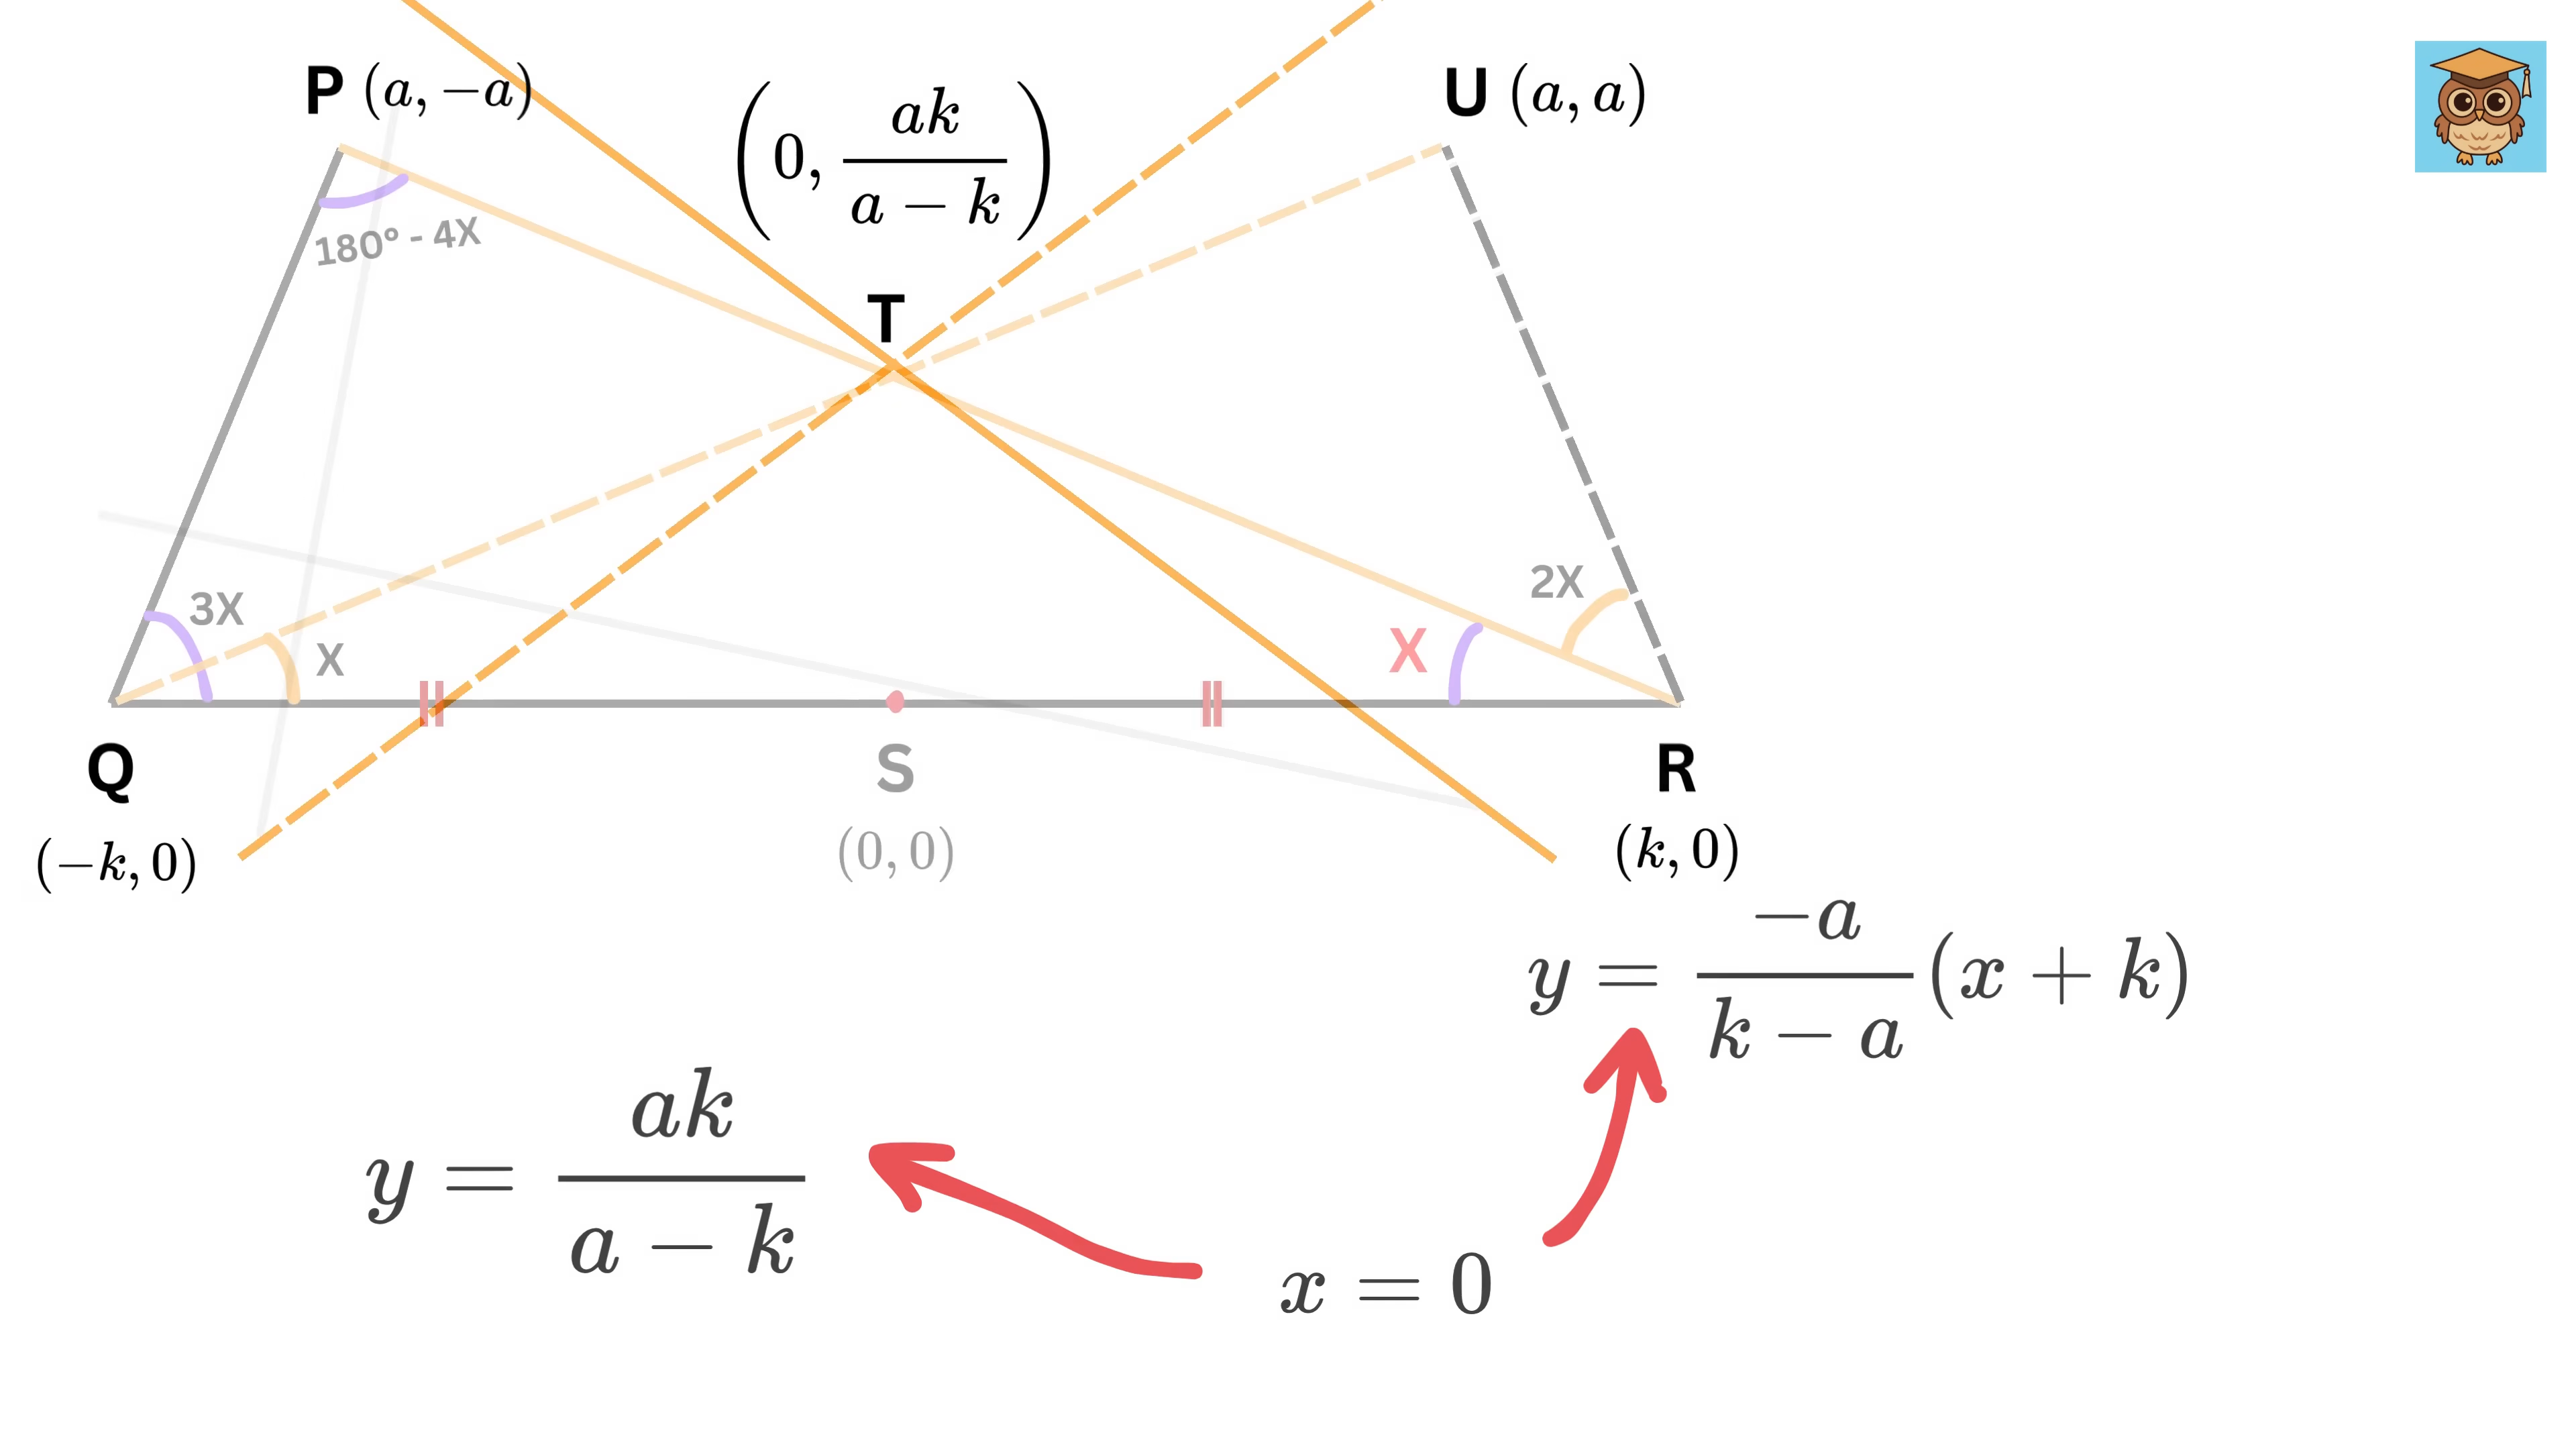 P (a, −a)
U (a, a)
(0, ak/(a − k))
180° - 4X
T
3X
X
X
2X
Q
S
R
(−k, 0)
(0, 0)
(k, 0)
y = −a/(k − a) (x + k)
y = ak/(a − k)
x = 0